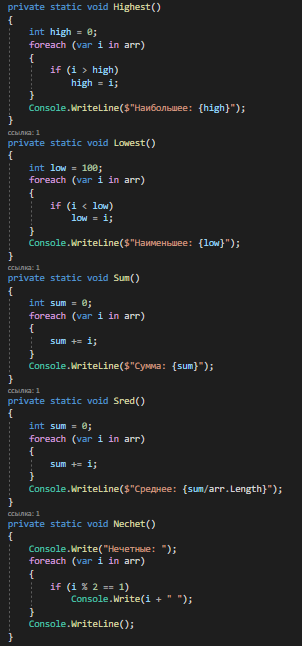 private static void Highest()
{
    int high = 0;
    foreach (var i in arr)
    {
        if (i > high)
            high = i;
    }
    Console.WriteLine($"Наибольшее: {high}");
}
ссылка: 1
private static void Lowest()
{
    int low = 100;
    foreach (var i in arr)
    {
        if (i < low)
            low = i;
    }
    Console.WriteLine($"Наименьшее: {low}");
}
ссылка: 1
private static void Sum()
{
    int sum = 0;
    foreach (var i in arr)
    {
        sum += i;
    }
    Console.WriteLine($"Сумма: {sum}");
}
ссылка: 1
private static void Sred()
{
    int sum = 0;
    foreach (var i in arr)
    {
        sum += i;
    }
    Console.WriteLine($"Среднее: {sum/arr.Length}");
}
ссылка: 1
private static void Nechet()
{
    Console.Write("Нечетные: ");
    foreach (var i in arr)
    {
        if (i % 2 == 1)
            Console.Write(i + " ");
    }
    Console.WriteLine();
}